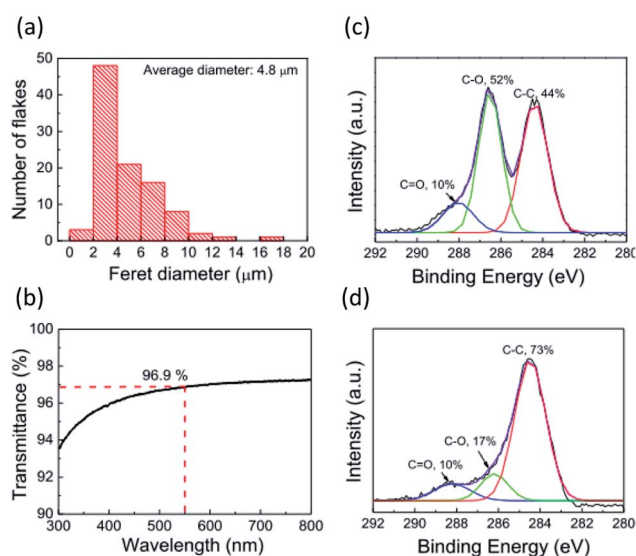 (a)
50
40
30
20
10
0
Number of flakes
Average diameter: 4.8 μm
0 2 4 6 8 10 12 14 16 18 20
Feret diameter (μm)
(b)
100
98
96
94
92
90
Transmittance (%)
96.9 %
300 400 500 600 700 800
Wavelength (nm)
(c)
Intensity (a.u.)
C-O, 52%
C-C, 44%
C=O, 10%
292 290 288 286 284 282 280
Binding Energy (eV)
(d)
Intensity (a.u.)
C-C, 73%
C-O, 17%
C=O, 10%
292 290 288 286 284 282 280
Binding Energy (eV)